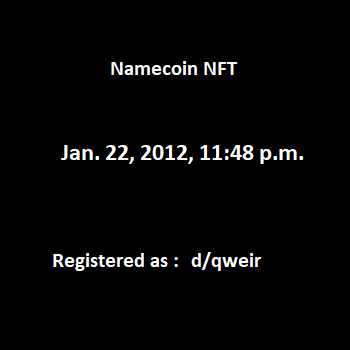 Namecoin NFT
Jan. 22, 2012, 11:48 p.m.
Registered as : d/qweir